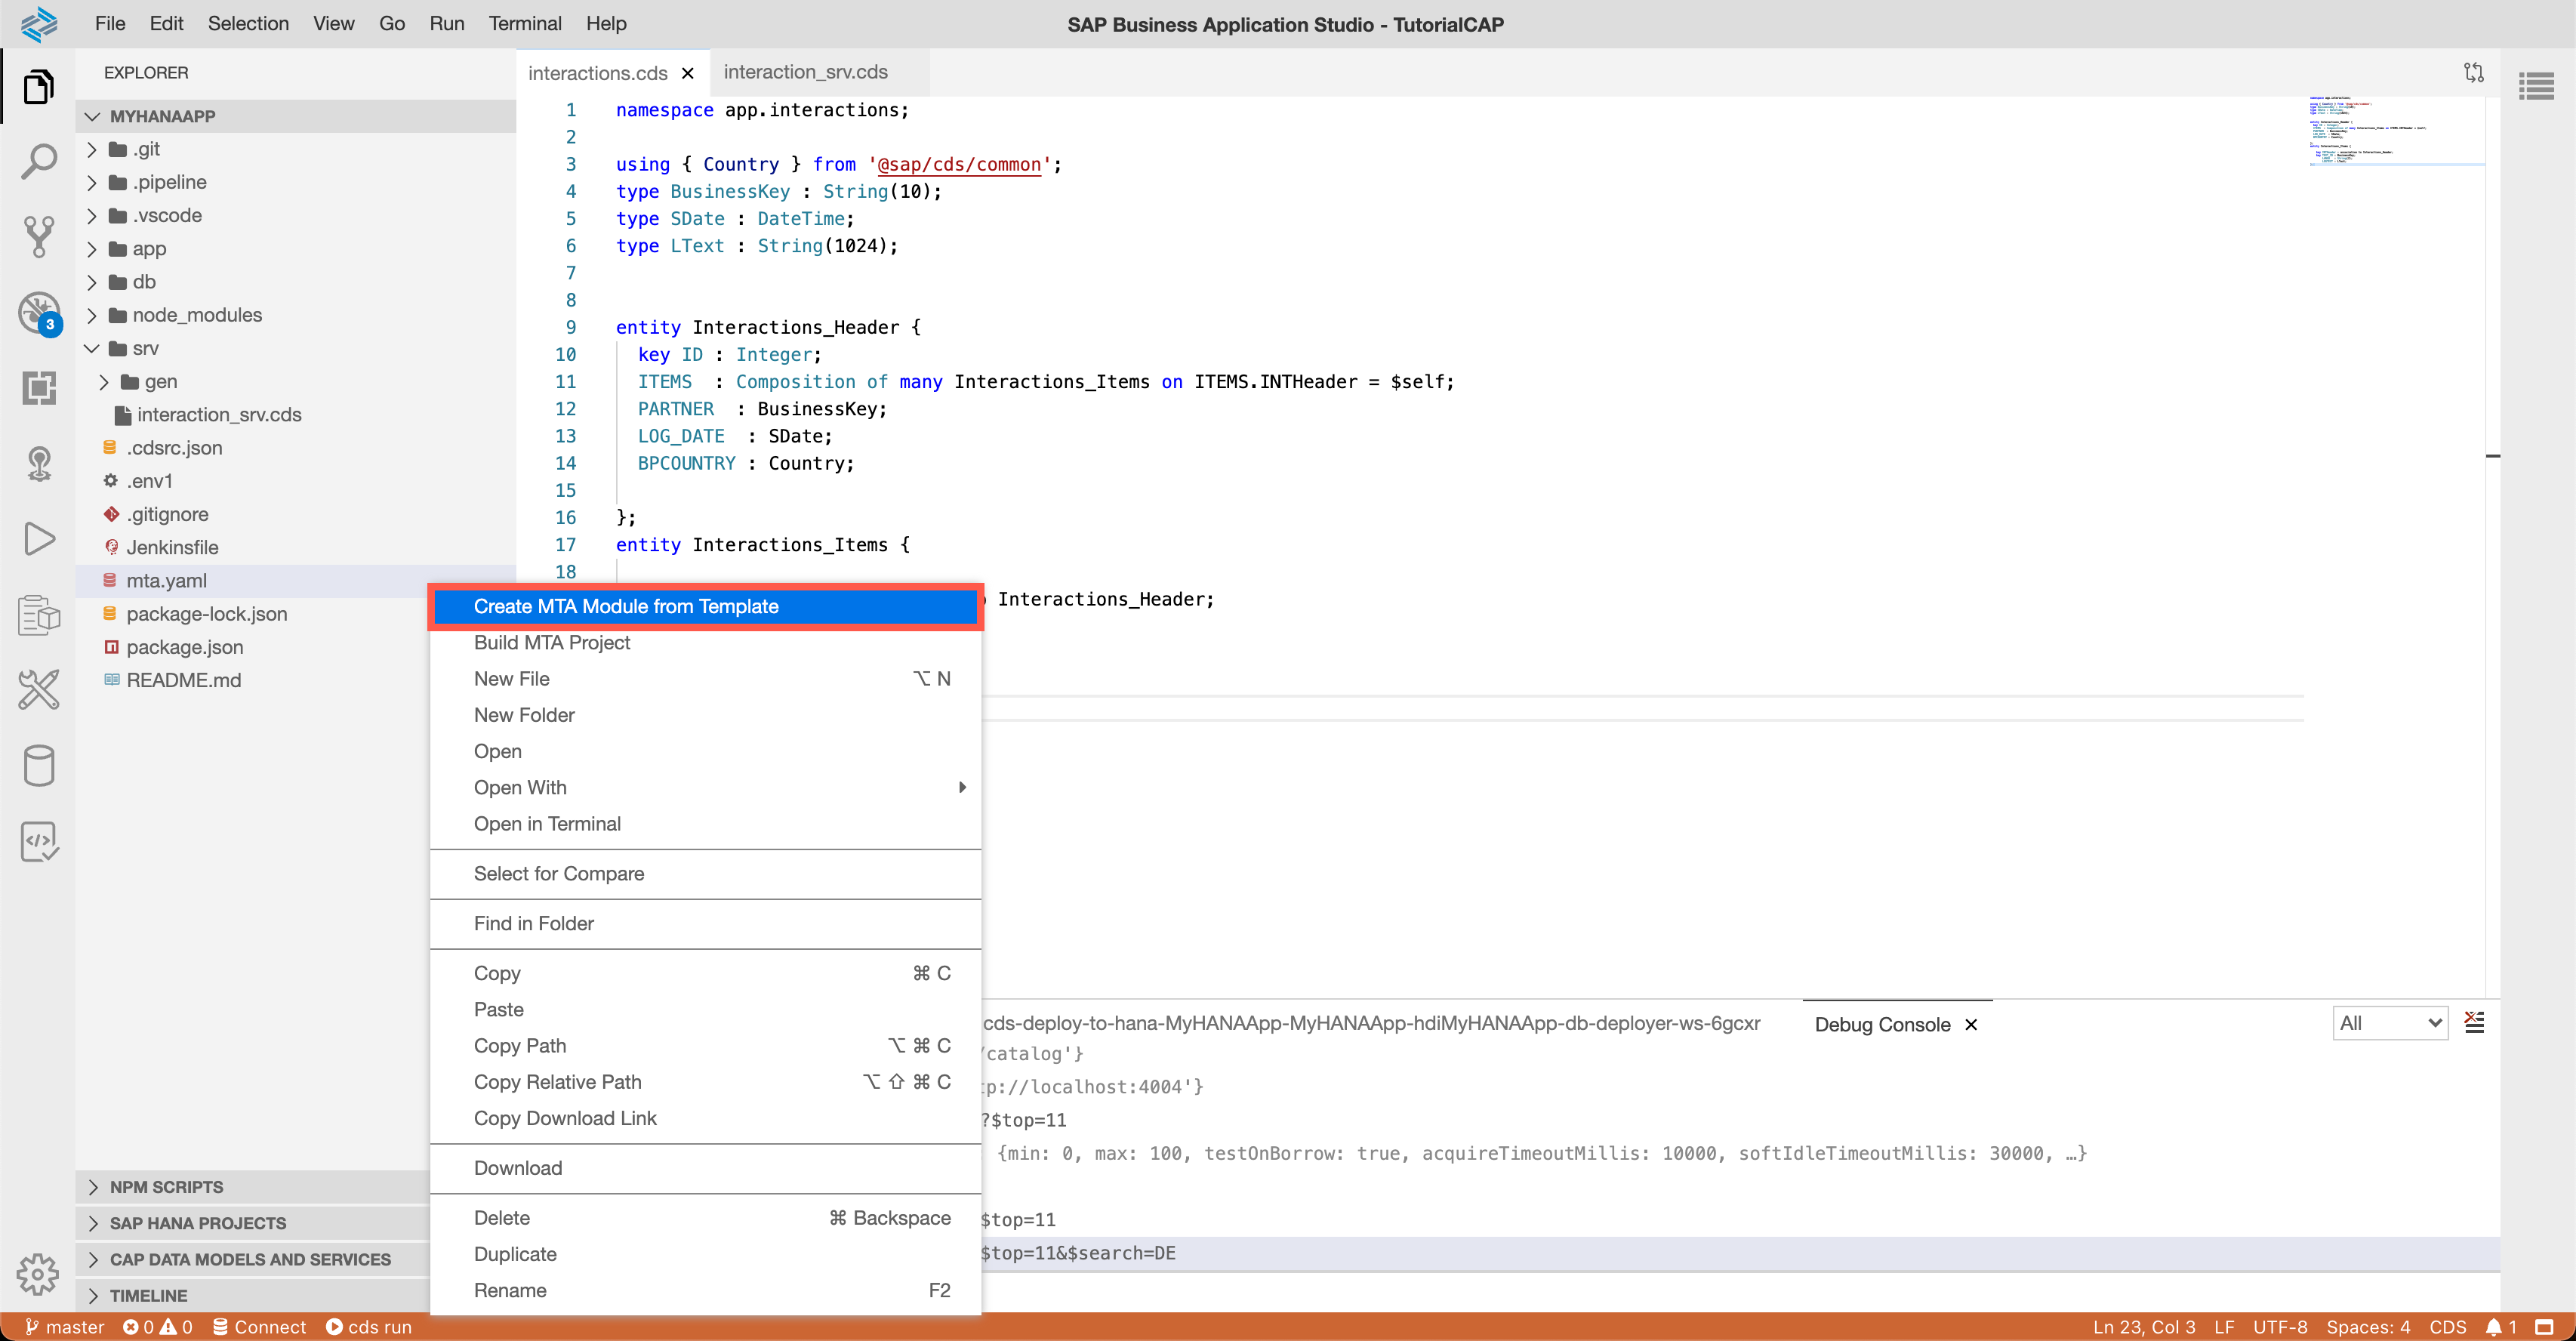 File Edit Selection View Go Run Terminal Help
SAP Business Application Studio - TutorialCAP
EXPLORER
MYHANAAPP
.git
.pipeline
.vscode
app
db
node_modules
srv
gen
interaction_srv.cds
.cdsrc.json
.env1
.gitignore
Jenkinsfile
mta.yaml
package-lock.json
package.json
README.md
3
NPM SCRIPTS
SAP HANA PROJECTS
CAP DATA MODELS AND SERVICES
TIMELINE
interactions.cds interaction_srv.cds
1 namespace app.interactions;
2
3 using { Country } from '@sap/cds/common';
4 type BusinessKey : String(10);
5 type SDate : DateTime;
6 type LText : String(1024);
7
8
9 entity Interactions_Header {
10 key ID : Integer;
11 ITEMS : Composition of many Interactions_Items on ITEMS.INTHeader = $self;
12 PARTNER : BusinessKey;
13 LOG_DATE : SDate;
14 BPCOUNTRY : Country;
15
16 };
17 entity Interactions_Items {
18
Interactions_Header;
Create MTA Module from Template
Build MTA Project
New File ⌥ N
New Folder
Open
Open With
Open in Terminal
Select for Compare
Find in Folder
Copy ⌘ C
Paste
Copy Path ⌥ ⌘ C
Copy Relative Path ⌥ ⇧ ⌘ C
Copy Download Link
Download
Delete ⌘ Backspace
Duplicate
Rename F2
cds-deploy-to-hana-MyHANAApp-MyHANAApp-hdiMyHANAApp-db-deployer-ws-6gcxr Debug Console All
/catalog'}
tp://localhost:4004'}
?$top=11
{min: 0, max: 100, testOnBorrow: true, acquireTimeoutMillis: 10000, softIdleTimeoutMillis: 30000, …}
$top=11
$top=11&$search=DE
master 0 0 Connect cds run Ln 23, Col 3 LF UTF-8 Spaces: 4 CDS 1